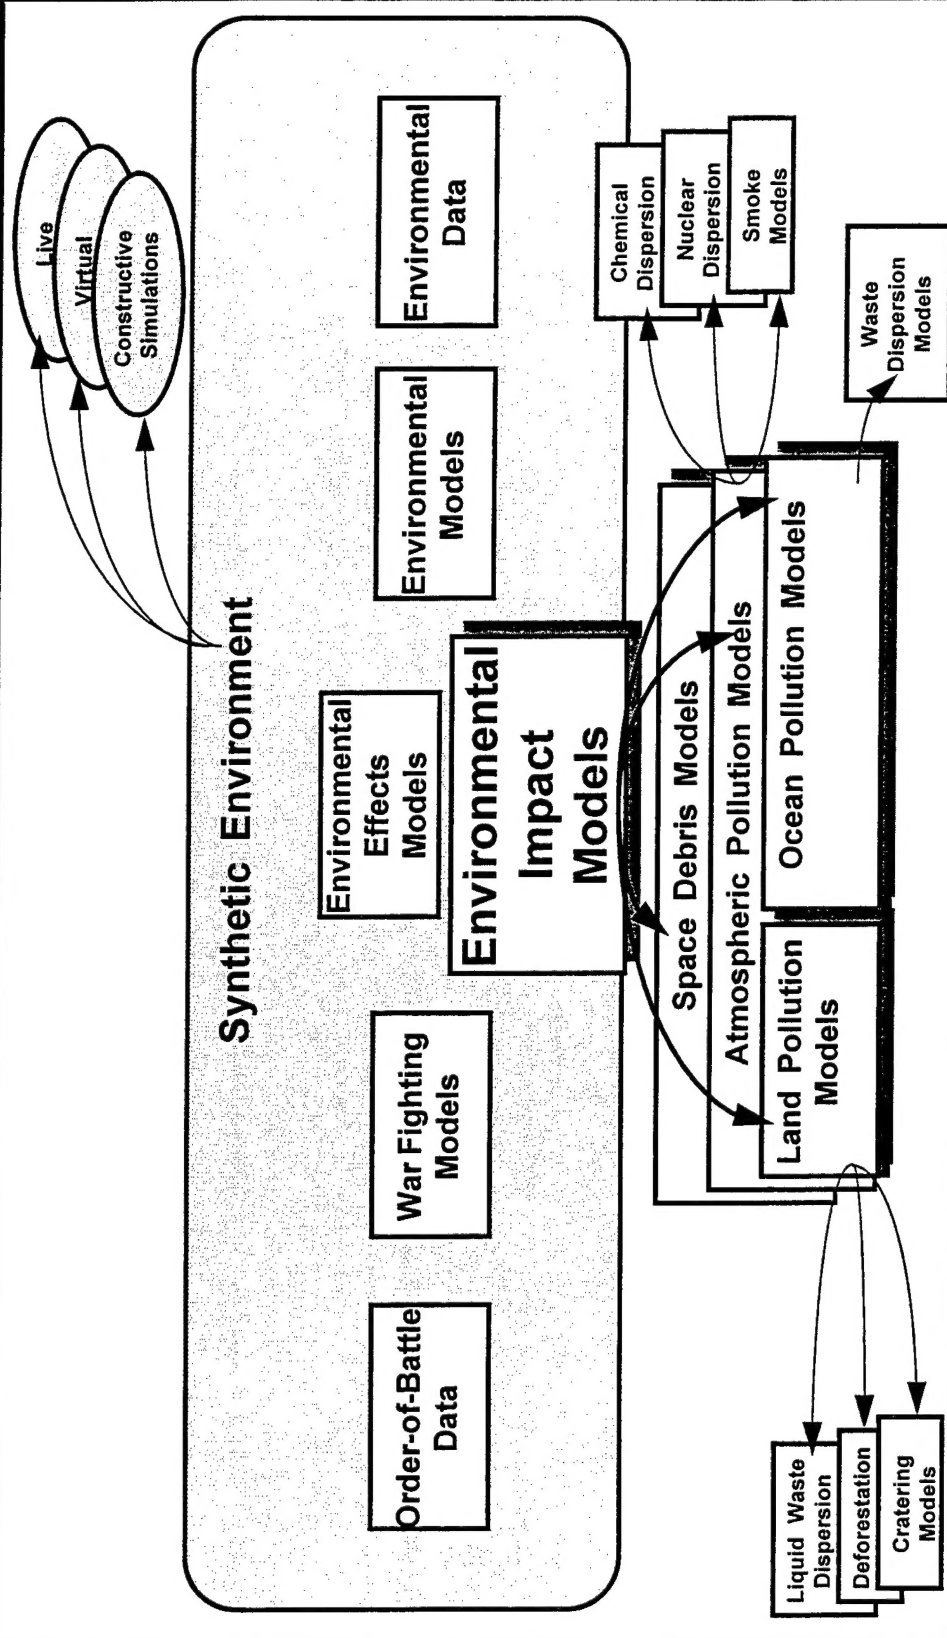 Live
Virtual
Constructive
Simulations
Synthetic Environment
Order-of-Battle
Data
War Fighting
Models
Environmental
Effects
Models
Environmental
Impact
Models
Environmental
Models
Environmental
Data
Space Debris Models
Atmospheric Pollution Models
Land Pollution
Models
Ocean Pollution Models
Liquid Waste
Dispersion
Deforestation
Cratering
Models
Chemical
Dispersion
Nuclear
Dispersion
Smoke
Models
Waste
Dispersion
Models